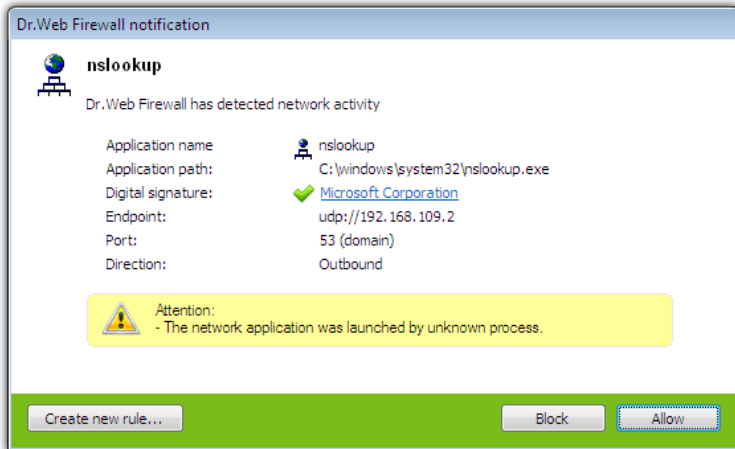 Dr.Web Firewall notification
nslookup
Dr.Web Firewall has detected network activity
Application name nslookup
Application path: C:\windows\system32\nslookup.exe
Digital signature: Microsoft Corporation
Endpoint: udp://192.168.109.2
Port: 53 (domain)
Direction: Outbound
Attention:
- The network application was launched by unknown process.
Create new rule... Block Allow